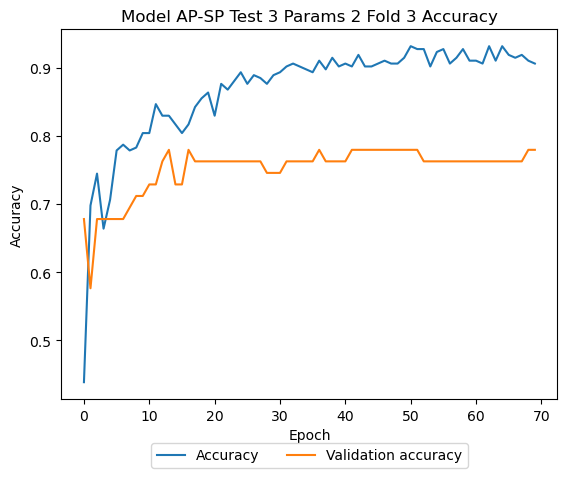 Model AP-SP Test 3 Params 2 Fold 3 Accuracy
Accuracy
0.9
0.8
0.7
0.6
0.5
0 10 20 30 40 50 60 70
Epoch
Accuracy Validation accuracy